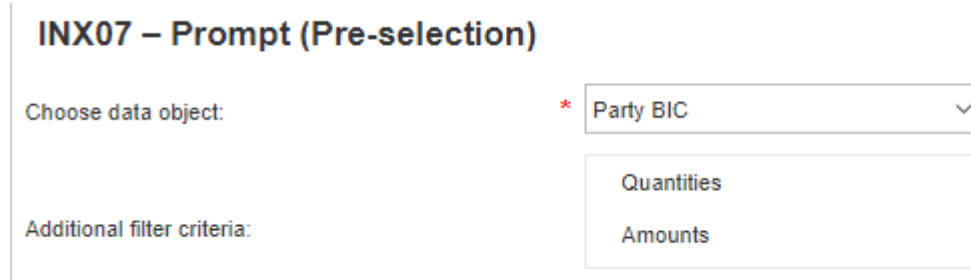 INX07 – Prompt (Pre-selection)
Choose data object: * Party BIC
Quantities
Additional filter criteria:
Amounts